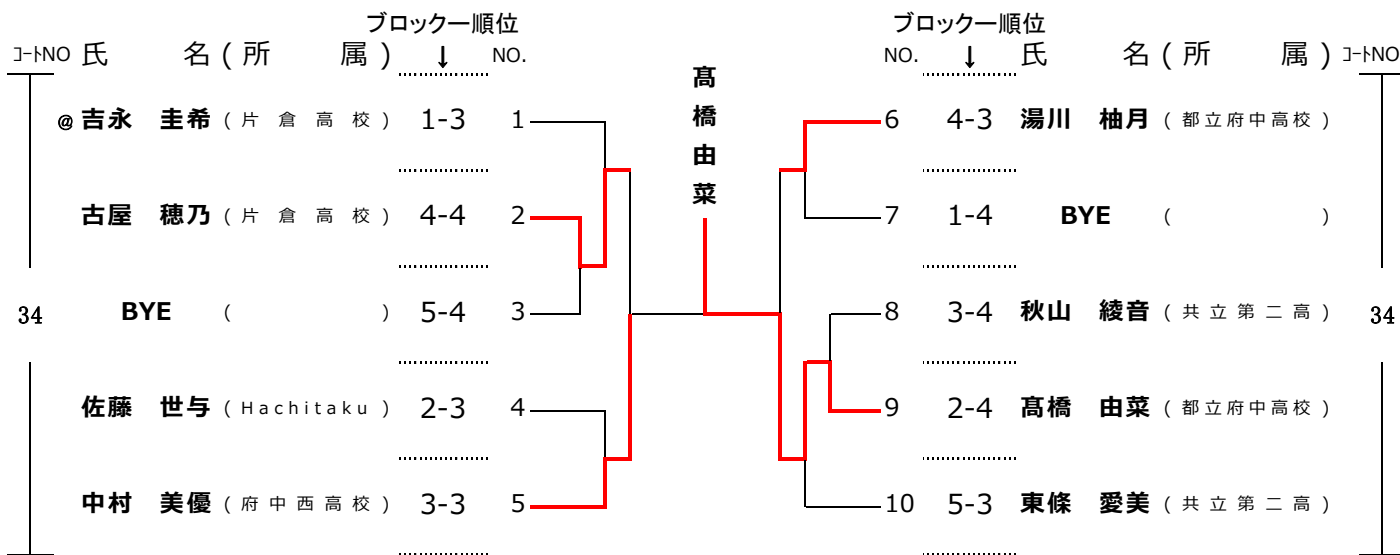 ブロックー順位 ブロックー順位
ｺｰﾄNO 氏 名 ( 所 属 ) ↓ NO. NO. ↓ 氏 名 ( 所 属 ) ｺｰﾄNO
髙橋由菜
@ 吉永 圭希 ( 片倉高校 ) 1-3 1 6 4-3 湯川 柚月 ( 都立府中高校 )
古屋 穂乃 ( 片倉高校 ) 4-4 2 7 1-4 BYE ( )
34 BYE ( ) 5-4 3 8 3-4 秋山 綾音 ( 共立第二高 ) 34
佐藤 世与 ( Hachitaku ) 2-3 4 9 2-4 髙橋 由菜 ( 都立府中高校 )
中村 美優 ( 府中西高校 ) 3-3 5 10 5-3 東條 愛美 ( 共立第二高 )